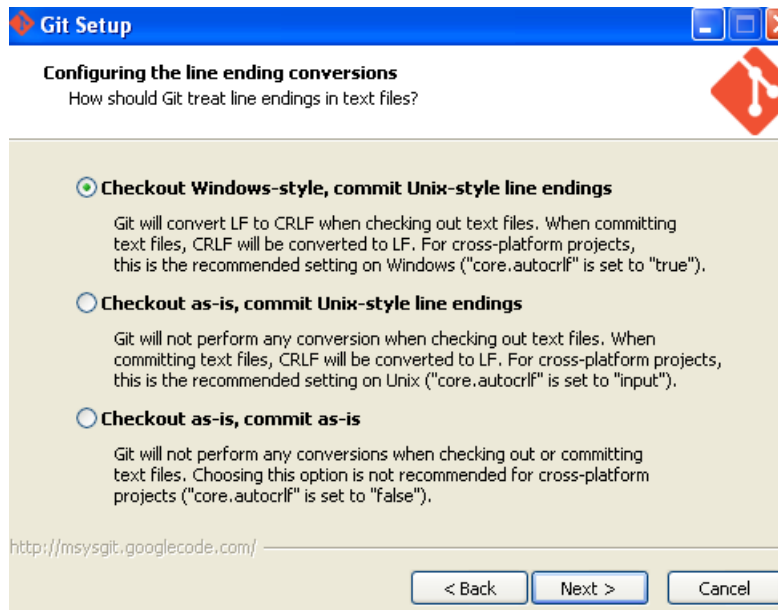 Git Setup
Configuring the line ending conversions
How should Git treat line endings in text files?
Checkout Windows-style, commit Unix-style line endings
Git will convert LF to CRLF when checking out text files. When committing
text files, CRLF will be converted to LF. For cross-platform projects,
this is the recommended setting on Windows ("core.autocrlf" is set to "true").
Checkout as-is, commit Unix-style line endings
Git will not perform any conversion when checking out text files. When
committing text files, CRLF will be converted to LF. For cross-platform projects,
this is the recommended setting on Unix ("core.autocrlf" is set to "input").
Checkout as-is, commit as-is
Git will not perform any conversions when checking out or committing
text files. Choosing this option is not recommended for cross-platform
projects ("core.autocrlf" is set to "false").
http://msysgit.googlecode.com/
< Back
Next >
Cancel